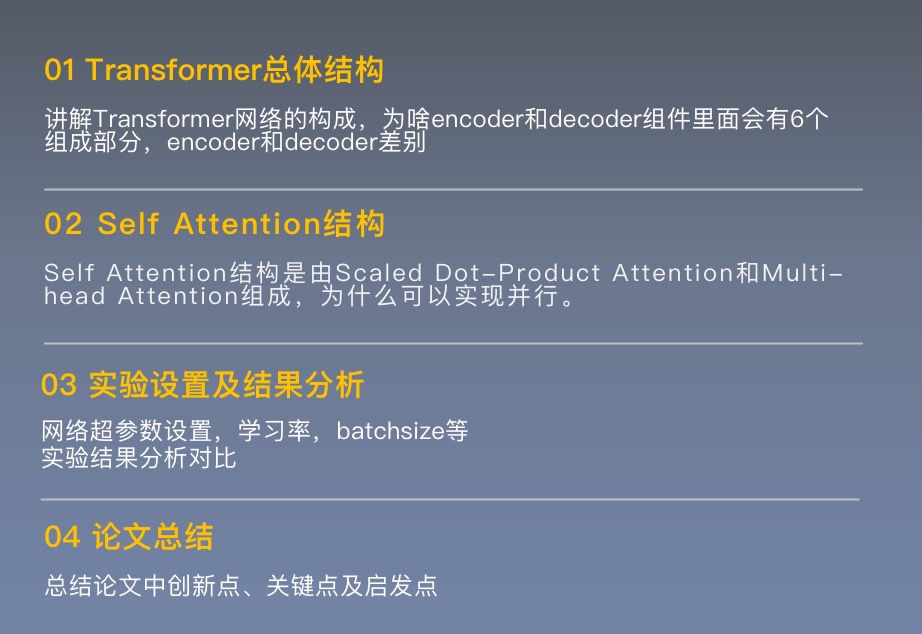 01 Transformer总体结构
讲解Transformer网络的构成，为啥encoder和decoder组件里面会有6个
组成部分，encoder和decoder差别
02 Self Attention结构
Self Attention结构是由Scaled Dot-Product Attention和Multi-
head Attention组成，为什么可以实现并行。
03 实验设置及结果分析
网络超参数设置，学习率，batchsize等
实验结果分析对比
04 论文总结
总结论文中创新点、关键点及启发点